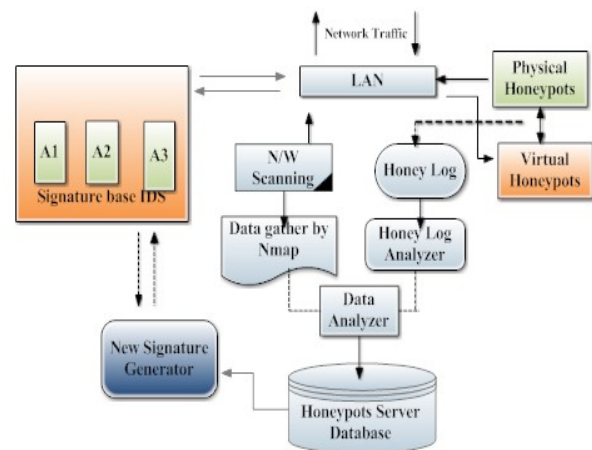 Network Traffic
LAN
Physical
Honeypots
A1
A2
A3
Signature base IDS
N/W
Scanning
Honey Log
Virtual
Honeypots
Data gather by
Nmap
Honey Log
Analyzer
Data
Analyzer
New Signature
Generator
Honeypots Server
Database